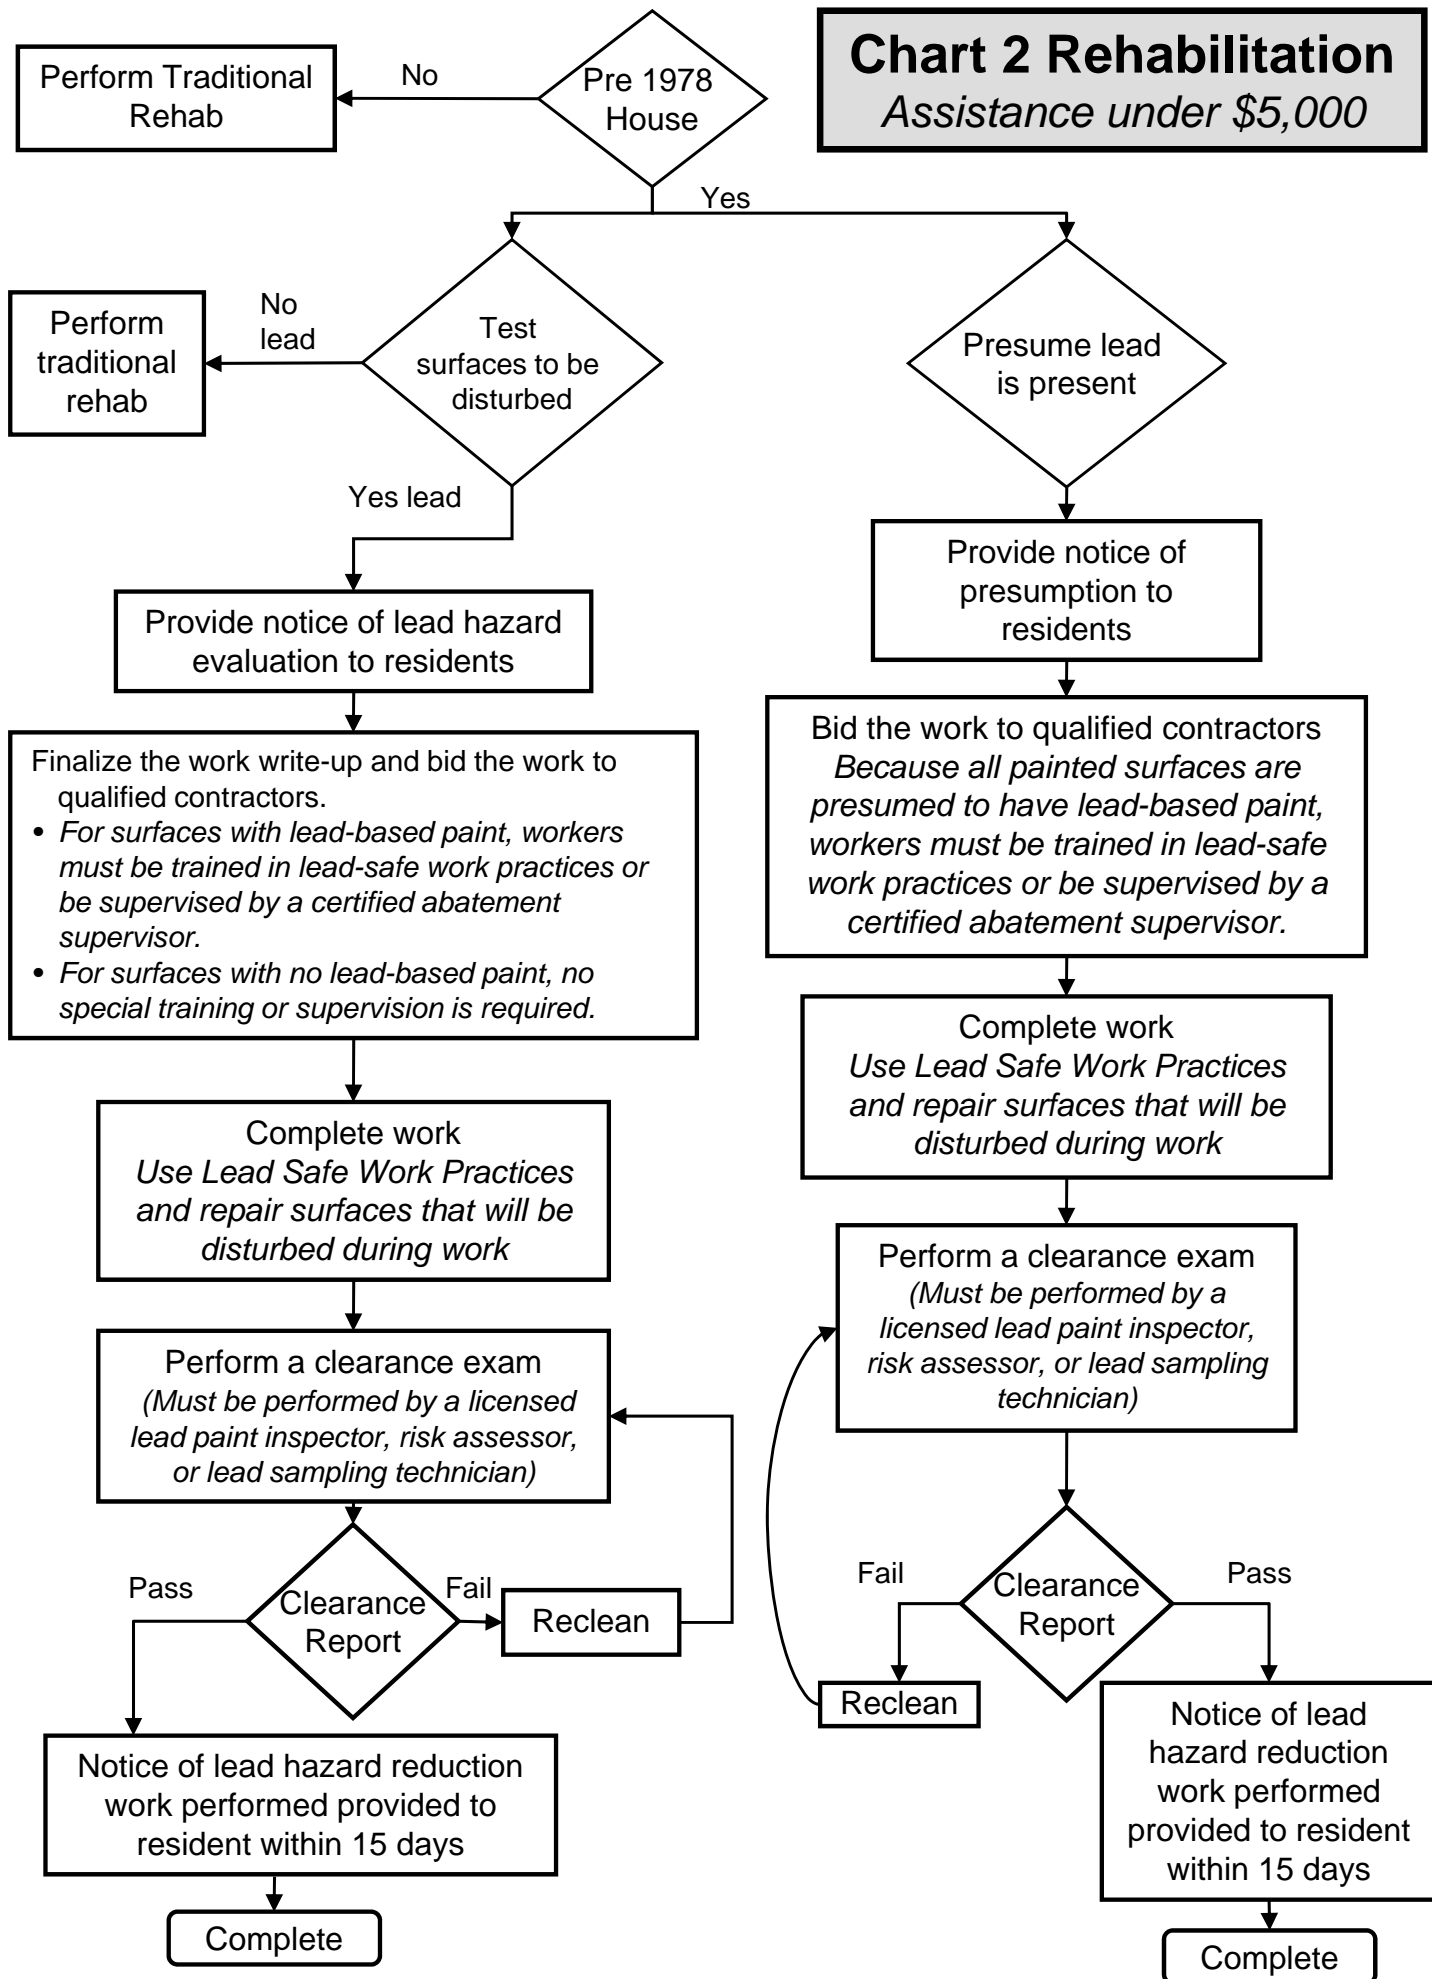 Chart 2 Rehabilitation
Assistance under $5,000
Pre 1978
House
No
Perform Traditional
Rehab
Yes
Test
surfaces to be
disturbed
No
lead
Perform
traditional
rehab
Yes lead
Provide notice of lead hazard
evaluation to residents
Finalize the work write-up and bid the work to
qualified contractors.
• For surfaces with lead-based paint, workers
must be trained in lead-safe work practices or
be supervised by a certified abatement
supervisor.
• For surfaces with no lead-based paint, no
special training or supervision is required.
Complete work
Use Lead Safe Work Practices
and repair surfaces that will be
disturbed during work
Perform a clearance exam
(Must be performed by a licensed
lead paint inspector, risk assessor,
or lead sampling technician)
Clearance
Report
Pass
Fail
Reclean
Notice of lead hazard reduction
work performed provided to
resident within 15 days
Complete
Presume lead
is present
Provide notice of
presumption to
residents
Bid the work to qualified contractors
Because all painted surfaces are
presumed to have lead-based paint,
workers must be trained in lead-safe
work practices or be supervised by a
certified abatement supervisor.
Complete work
Use Lead Safe Work Practices
and repair surfaces that will be
disturbed during work
Perform a clearance exam
(Must be performed by a
licensed lead paint inspector,
risk assessor, or lead sampling
technician)
Clearance
Report
Fail
Pass
Reclean
Notice of lead
hazard reduction
work performed
provided to resident
within 15 days
Complete